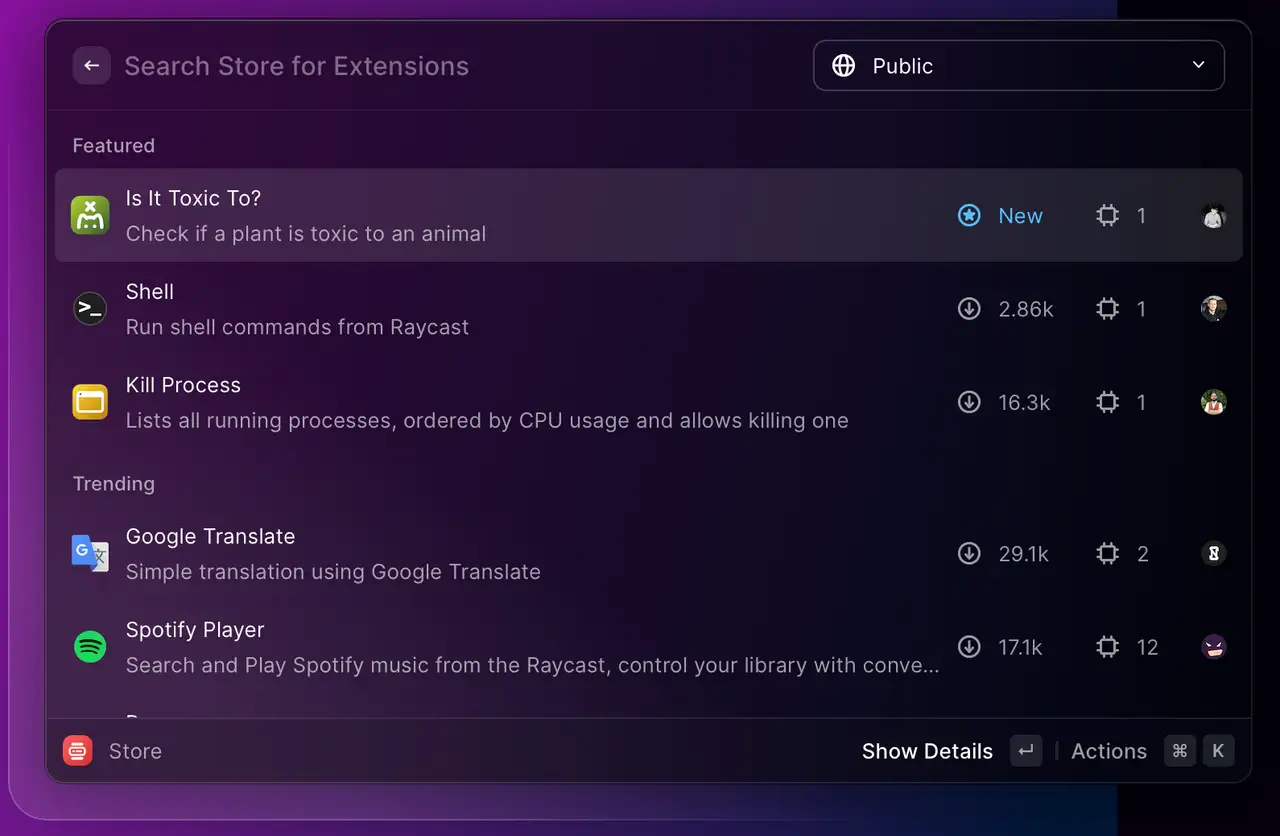 Search Store for Extensions
Public
Featured
Is It Toxic To?
Check if a plant is toxic to an animal
New
1
Shell
Run shell commands from Raycast
2.86k
1
Kill Process
Lists all running processes, ordered by CPU usage and allows killing one
16.3k
1
Trending
Google Translate
Simple translation using Google Translate
29.1k
2
Spotify Player
Search and Play Spotify music from the Raycast, control your library with conve...
17.1k
12
Store
Show Details
Actions
⌘
K